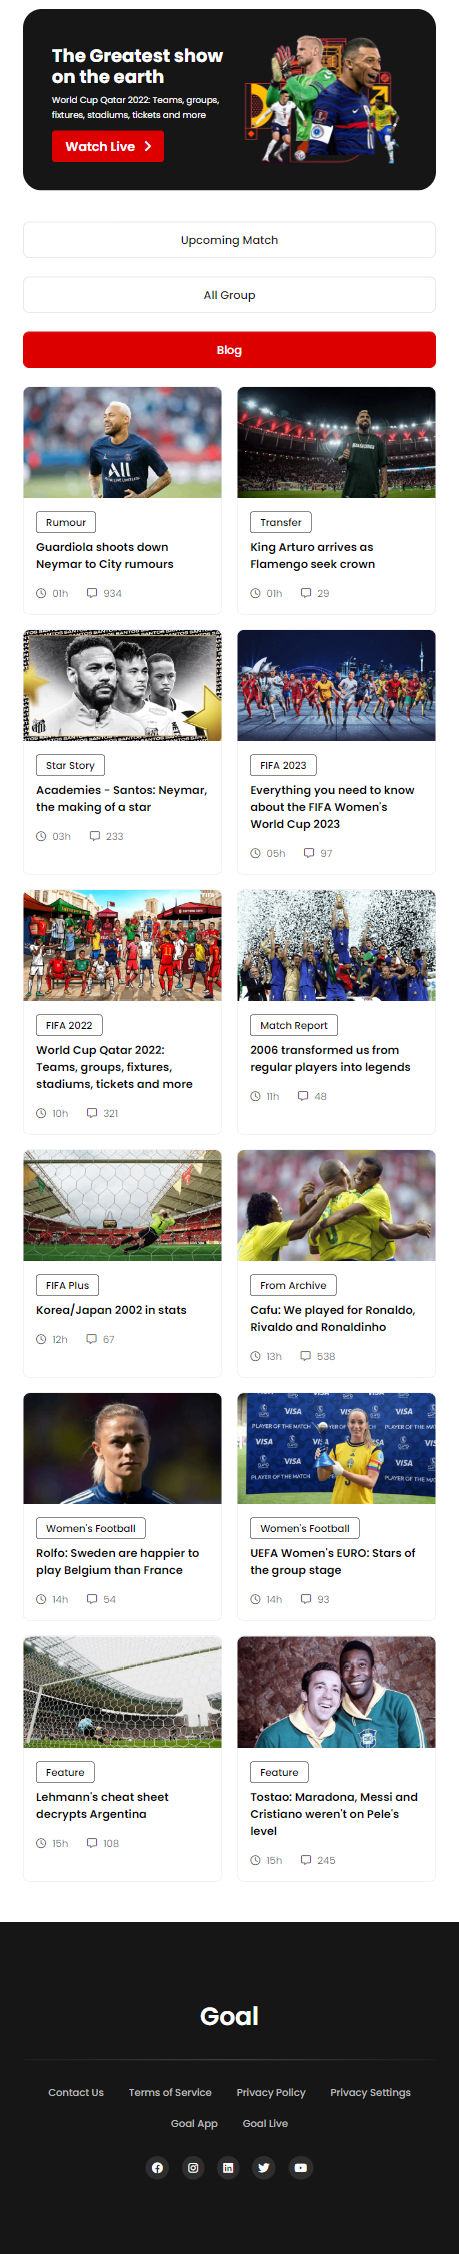 The Greatest show
on the earth
World Cup Qatar 2022: Teams, groups,
fixtures, stadiums, tickets and more
Watch Live
Upcoming Match
All Group
Blog
Rumour
Guardiola shoots down
Neymar to City rumours
01h 934
Transfer
King Arturo arrives as
Flamengo seek crown
01h 29
Star Story
Academies - Santos: Neymar,
the making of a star
03h 233
FIFA 2023
Everything you need to know
about the FIFA Women's
World Cup 2023
05h 97
FIFA 2022
World Cup Qatar 2022:
Teams, groups, fixtures,
stadiums, tickets and more
10h 321
Match Report
2006 transformed us from
regular players into legends
11h 48
FIFA Plus
Korea/Japan 2002 in stats
12h 67
From Archive
Cafu: We played for Ronaldo,
Rivaldo and Ronaldinho
13h 538
Women's Football
Rolfo: Sweden are happier to
play Belgium than France
14h 54
VISA
PLAYER OF THE MATCH
Women's Football
UEFA Women's EURO: Stars of
the group stage
14h 93
Feature
Lehmann's cheat sheet
decrypts Argentina
15h 108
Feature
Tostao: Maradona, Messi and
Cristiano weren't on Pele's
level
15h 245
Goal
Contact Us Terms of Service Privacy Policy Privacy Settings
Goal App Goal Live